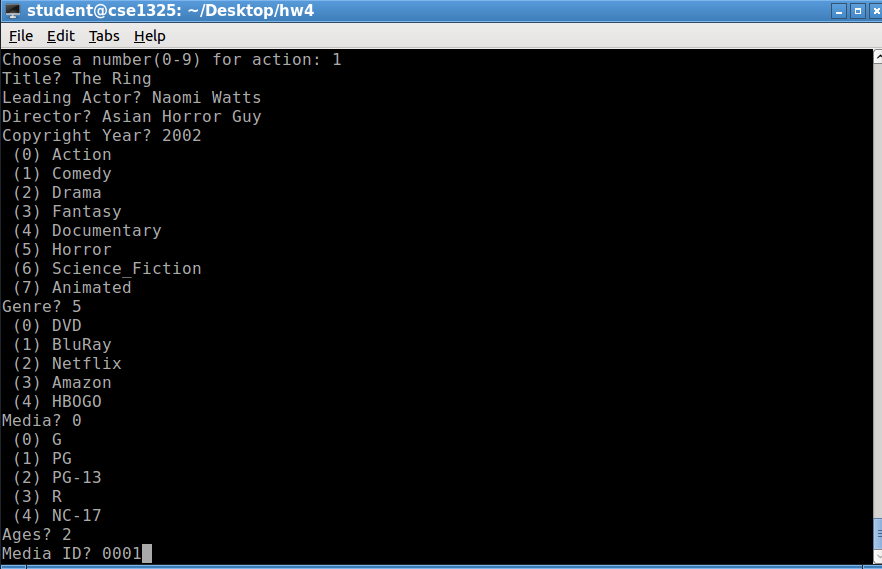 student@cse1325: ~/Desktop/hw4
File Edit Tabs Help
Choose a number(0-9) for action: 1
Title? The Ring
Leading Actor? Naomi Watts
Director? Asian Horror Guy
Copyright Year? 2002
(0) Action
(1) Comedy
(2) Drama
(3) Fantasy
(4) Documentary
(5) Horror
(6) Science_Fiction
(7) Animated
Genre? 5
(0) DVD
(1) BluRay
(2) Netflix
(3) Amazon
(4) HBOGO
Media? 0
(0) G
(1) PG
(2) PG-13
(3) R
(4) NC-17
Ages? 2
Media ID? 0001